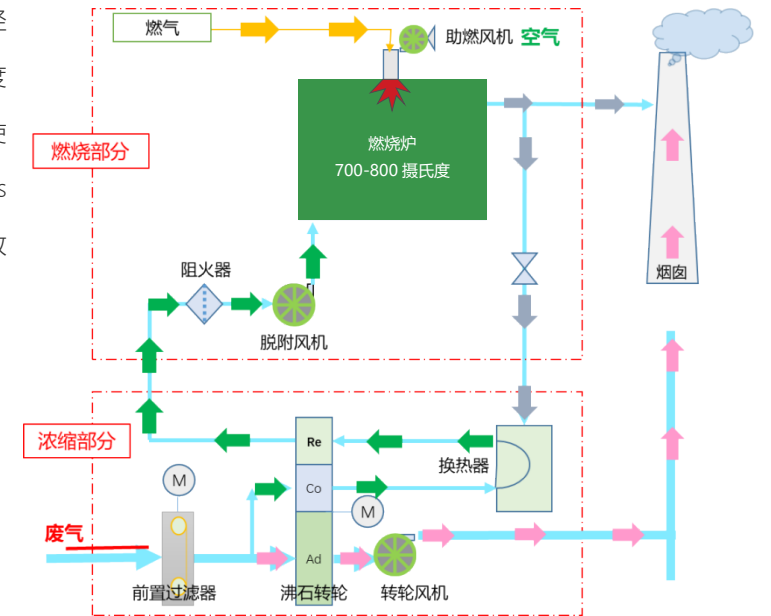 燃气
助燃风机 空气
度
燃烧炉
700-800 摄氏度
燃烧部分
s
阻火器
烟囱
脱附风机
浓缩部分
Re
换热器
M
Co
M
废气
Ad
前置过滤器
沸石转轮
转轮风机